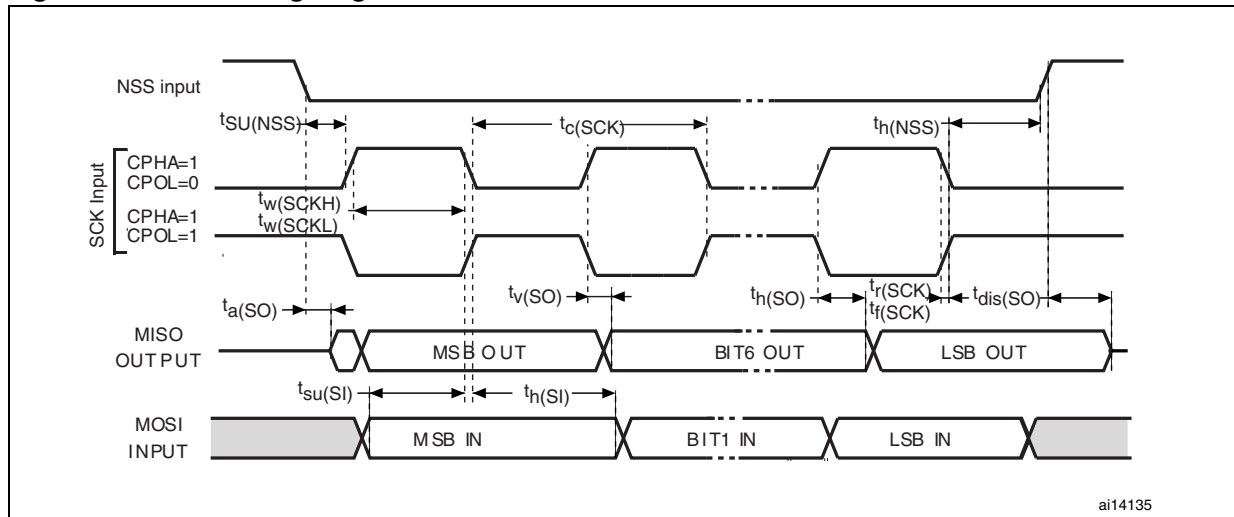 NSS input
tSU(NSS)
tc(SCK)
th(NSS)
SCK Input
CPHA=1
CPOL=0
tw(SCKH)
tw(SCKL)
CPHA=1
CPOL=1
ta(SO)
tv(SO)
th(SO)
tr(SCK)
tf(SCK)
tdis(SO)
MISO
OUTPUT
MSB OUT
BIT6 OUT
LSB OUT
tsu(SI)
th(SI)
MOSI
INPUT
MSB IN
BIT1 IN
LSB IN
ai14135